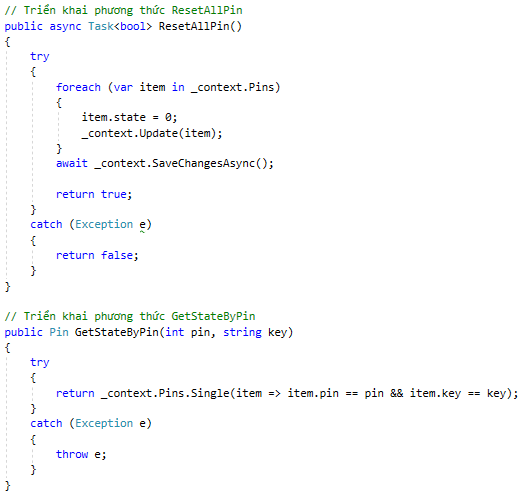 // Triển khai phương thức ResetAllPin
public async Task<bool> ResetAllPin()
{
    try
    {
        foreach (var item in _context.Pins)
        {
            item.state = 0;
            _context.Update(item);
        }
        await _context.SaveChangesAsync();

        return true;
    }
    catch (Exception e)
    {
        return false;
    }
}

// Triển khai phương thức GetStateByPin
public Pin GetStateByPin(int pin, string key)
{
    try
    {
        return _context.Pins.Single(item => item.pin == pin && item.key == key);
    }
    catch (Exception e)
    {
        throw e;
    }
}